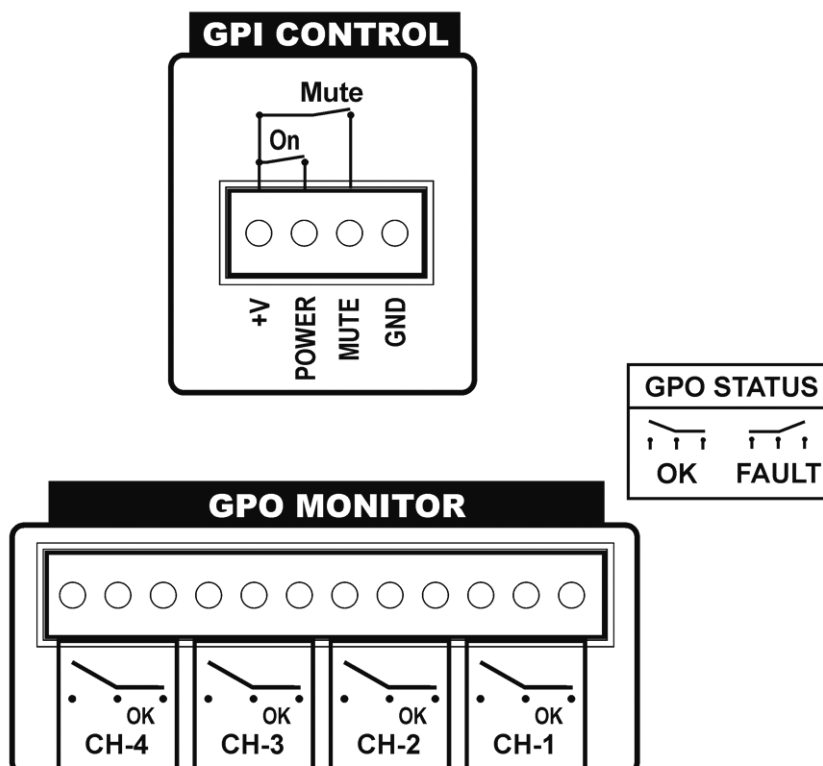 GPI CONTROL
Mute
On
+V
POWER
MUTE
GND
GPO STATUS
OK FAULT
GPO MONITOR
OK OK OK OK
CH-4 CH-3 CH-2 CH-1